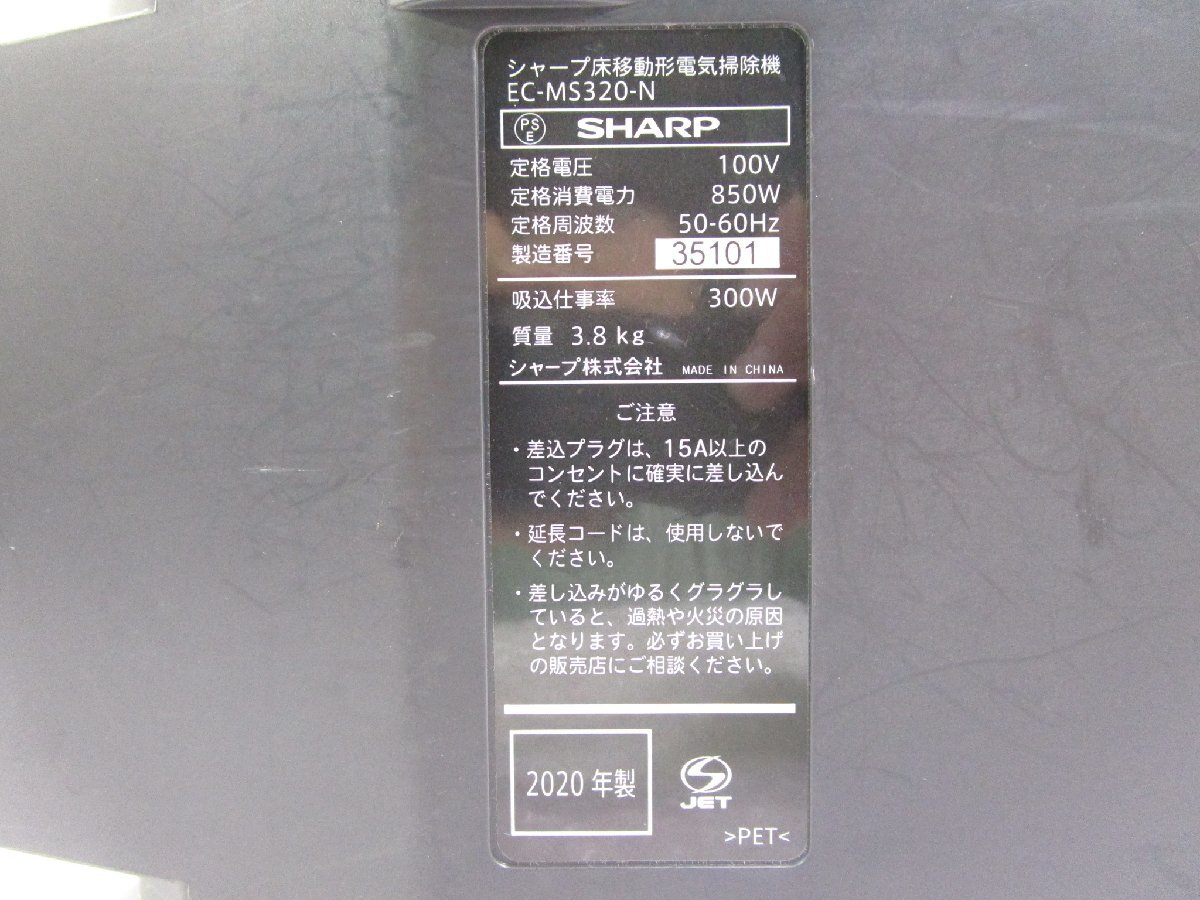 シャープ床移動形電気掃除機
EC-MS320-N
PSE SHARP
定格電圧 100V
定格消費電力 850W
定格周波数 50-60Hz
製造番号 35101
吸込仕事率 300W
質量 3.8kg
シャープ株式会社 MADE IN CHINA
ご注意
・差込プラグは、15A以上の
コンセントに確実に差し込ん
でください。
・延長コードは、使用しないで
ください。
・差し込みがゆるくグラグラし
ていると、過熱や火災の原因
となります。必ずお買い上げ
の販売店にご相談ください。
2020年製
S JET
>PET<